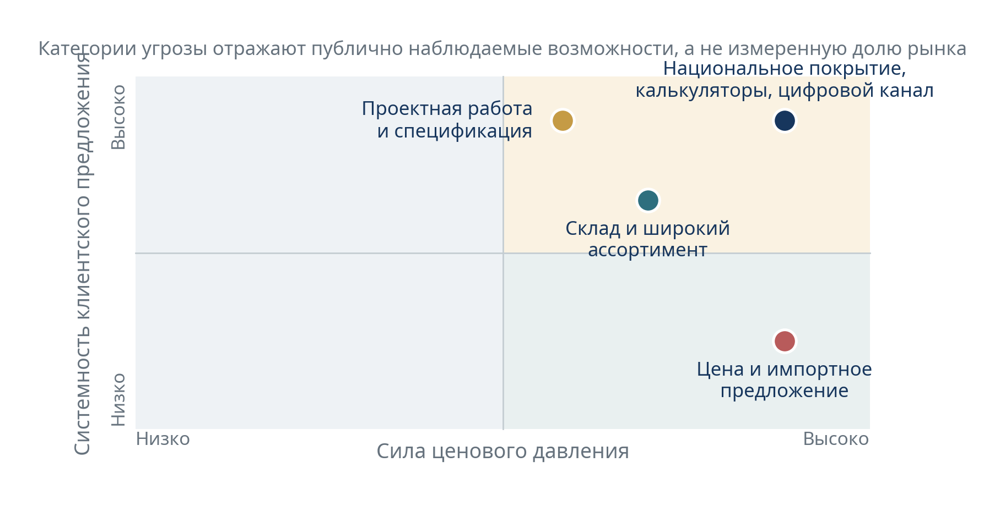 Категории угрозы отражают публично наблюдаемые возможности, а не измеренную долю рынка
Национальное покрытие,
калькуляторы, цифровой канал
Проектная работа
и спецификация
Склад и широкий
ассортимент
Цена и импортное
предложение
Системность клиентского предложения
Высоко
Низко
Низко
Высоко
Сила ценового давления